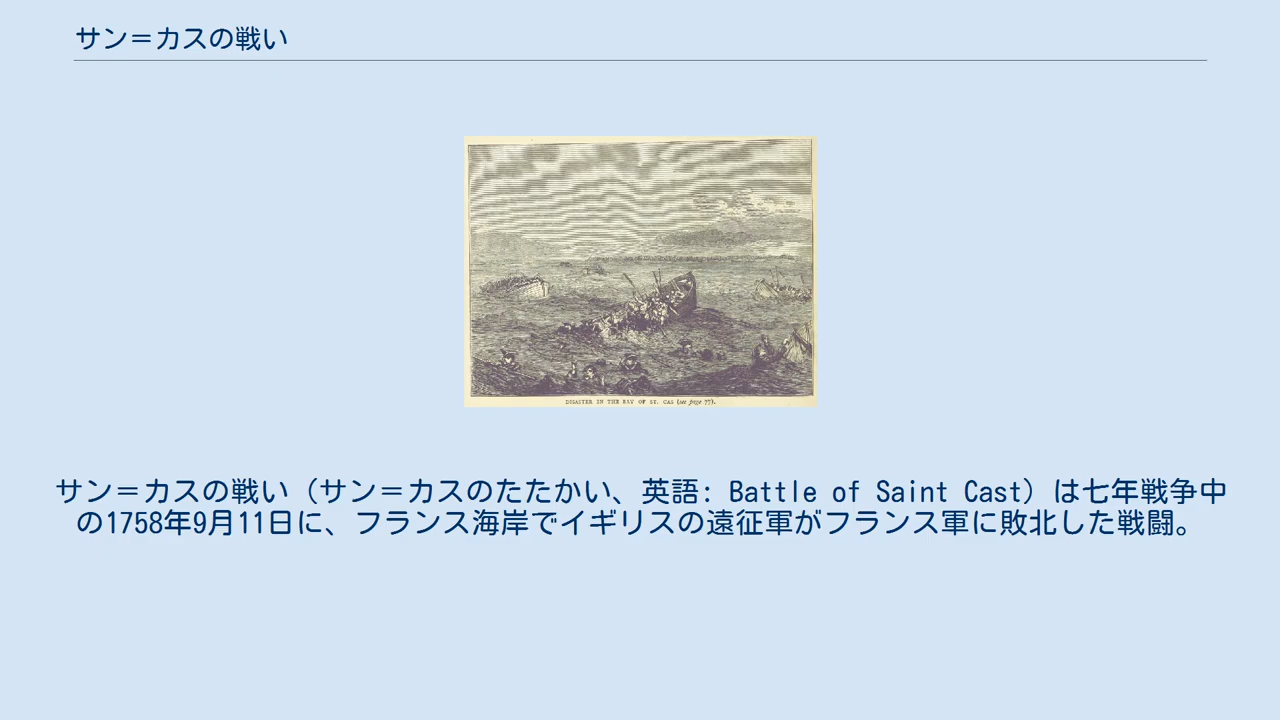 サン＝カスの戦い
DISASTER IN THE BAY OF ST. CAS (see page 77).
サン＝カスの戦い（サン＝カスのたたかい、英語: Battle of Saint Cast）は七年戦争中
の1758年9月11日に、フランス海岸でイギリスの遠征軍がフランス軍に敗北した戦闘。